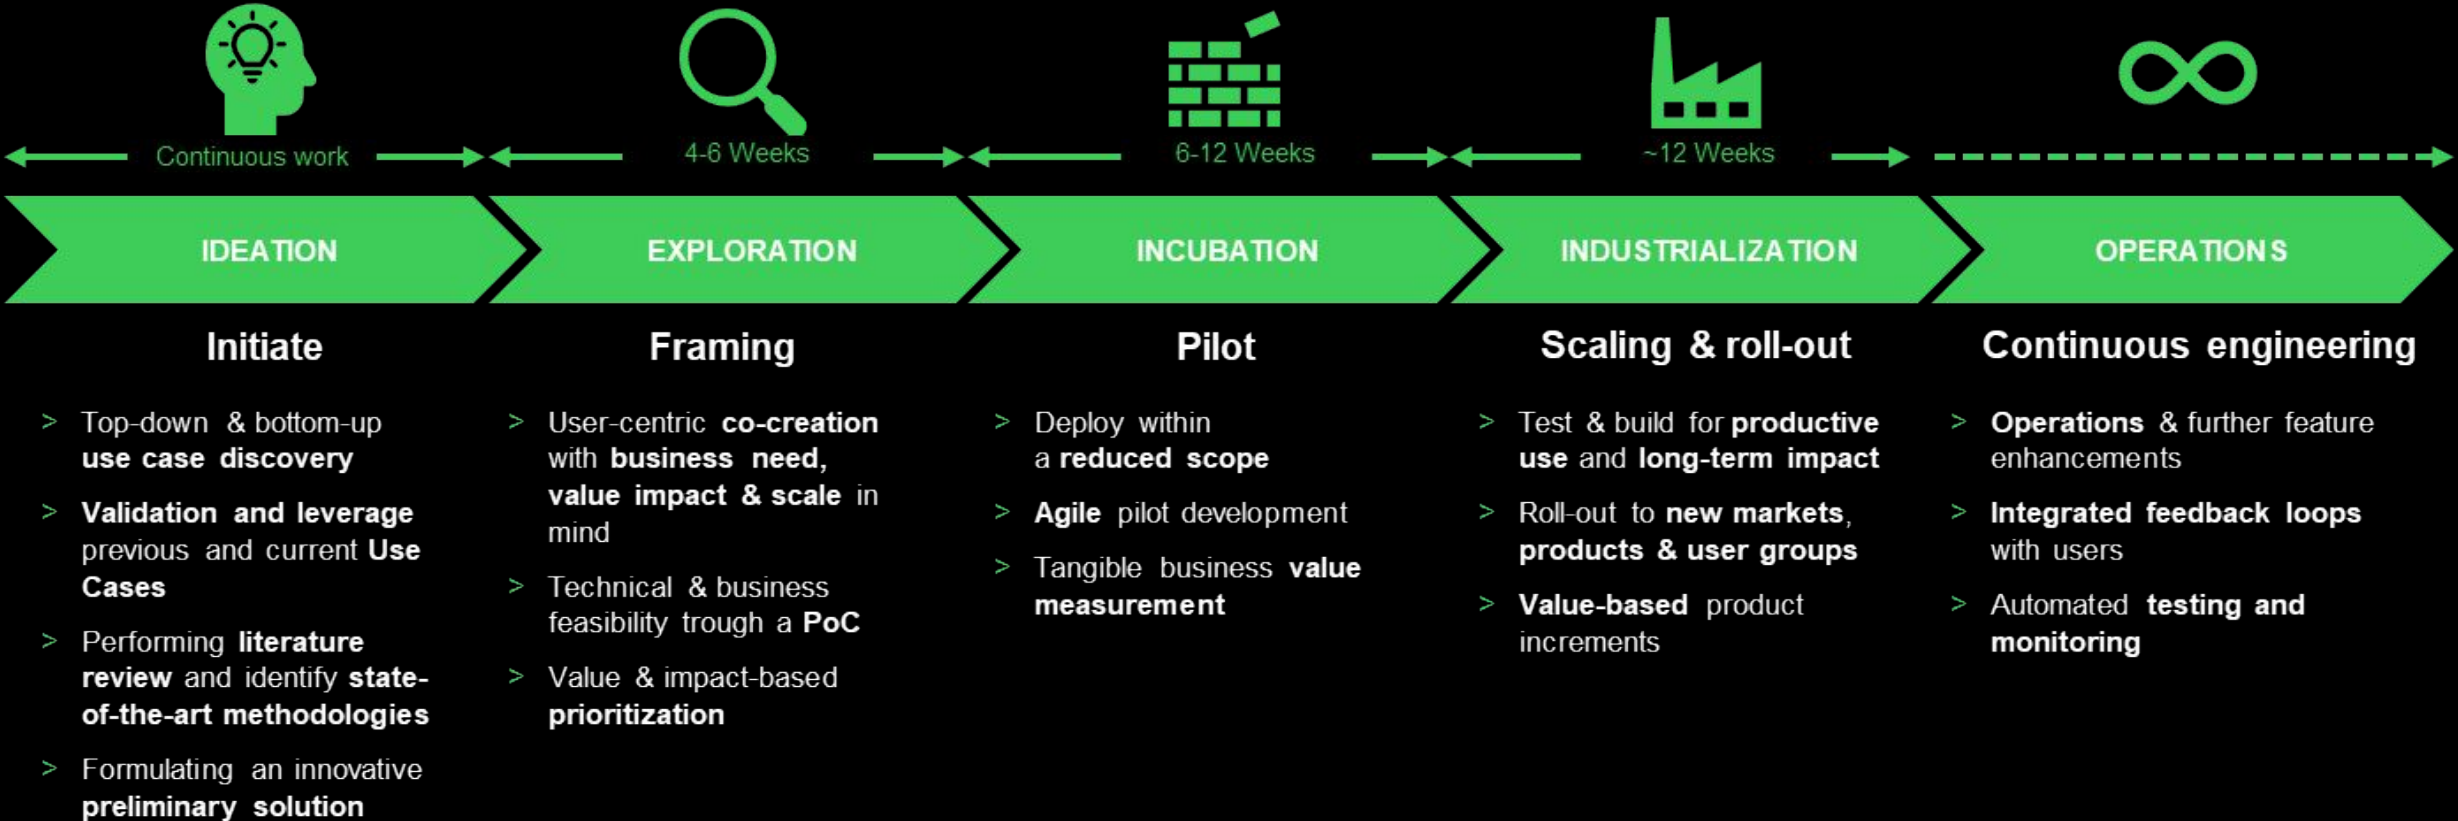 Continuous work
4-6 Weeks
6-12 Weeks
~12 Weeks
IDEATION
EXPLORATION
INCUBATION
INDUSTRIALIZATION
OPERATIONS
Initiate
> Top-down & bottom-up
use case discovery
> Validation and leverage
previous and current Use
Cases
> Performing literature
review and identify state-
of-the-art methodologies
> Formulating an innovative
preliminary solution
Framing
> User-centric co-creation
with business need,
value impact & scale in
mind
> Technical & business
feasibility trough a PoC
> Value & impact-based
prioritization
Pilot
> Deploy within
a reduced scope
> Agile pilot development
> Tangible business value
measurement
Scaling & roll-out
> Test & build for productive
use and long-term impact
> Roll-out to new markets,
products & user groups
> Value-based product
increments
Continuous engineering
> Operations & further feature
enhancements
> Integrated feedback loops
with users
> Automated testing and
monitoring